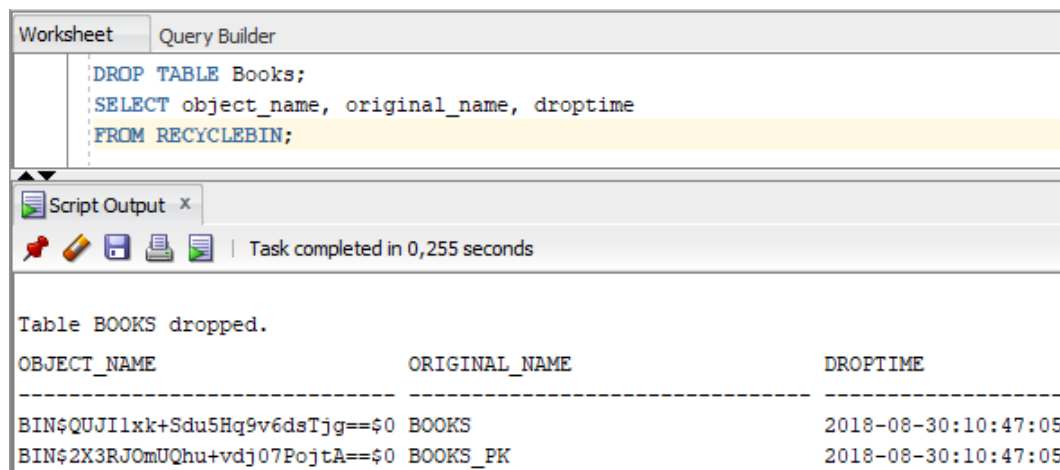 Worksheet Query Builder
DROP TABLE Books;
SELECT object_name, original_name, droptime
FROM RECYCLEBIN;
Script Output x
Task completed in 0,255 seconds
Table BOOKS dropped.
OBJECT_NAME ORIGINAL_NAME DROPTIME
------------------------------ -------------------------------- -------------------
BIN$QUJI1xk+Sdu5Hq9v6dsTjg==$0 BOOKS 2018-08-30:10:47:05
BIN$2X3RJOmUQhu+vdj07PojtA==$0 BOOKS_PK 2018-08-30:10:47:05